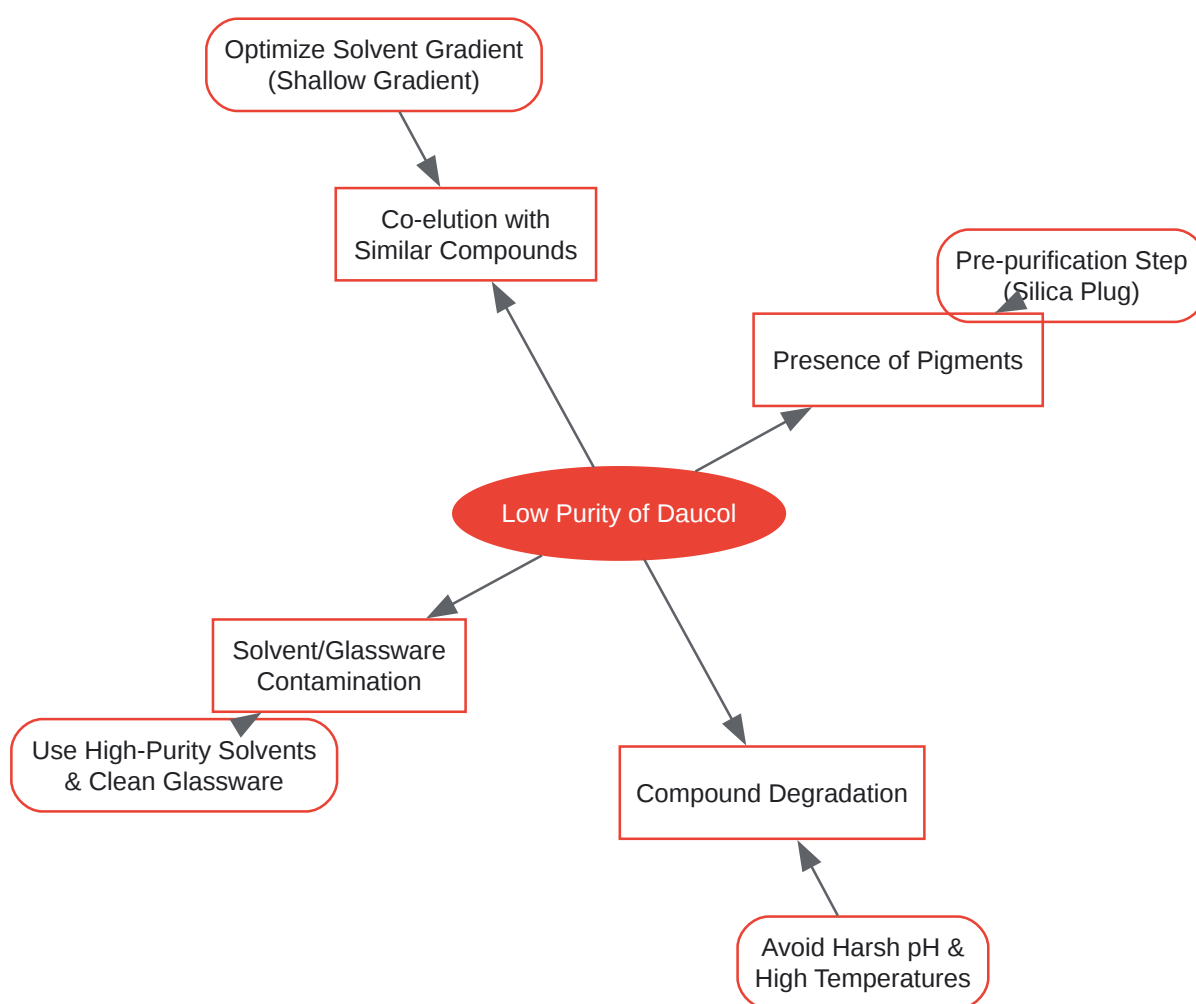 Optimize Solvent Gradient
(Shallow Gradient)
Co-elution with
Similar Compounds
Pre-purification Step
(Silica Plug)
Presence of Pigments
Low Purity of Daucol
Solvent/Glassware
Contamination
Use High-Purity Solvents
& Clean Glassware
Compound Degradation
Avoid Harsh pH &
High Temperatures